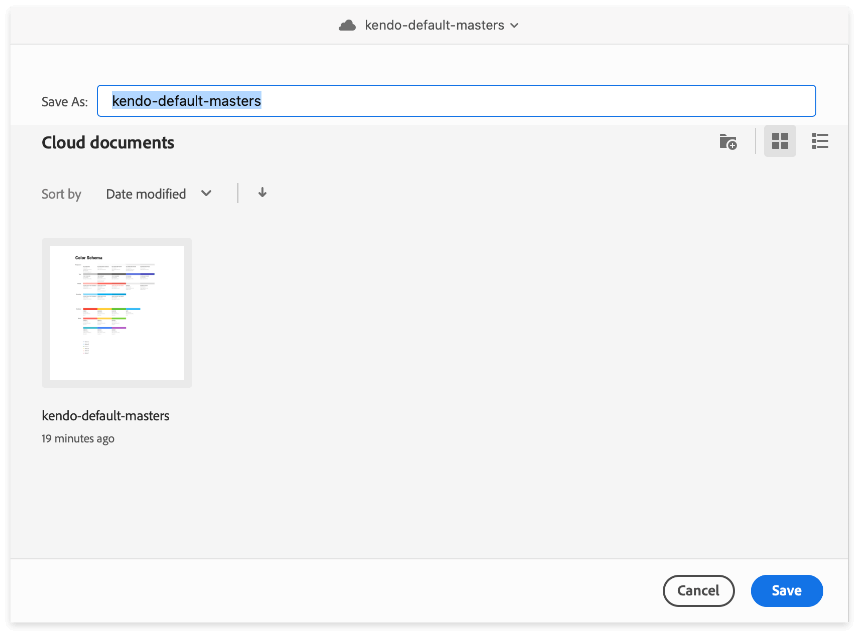 kendo-default-masters
Save As: kendo-default-masters
Cloud documents
Sort by Date modified
Color Schema
kendo-default-masters
19 minutes ago
Cancel Save